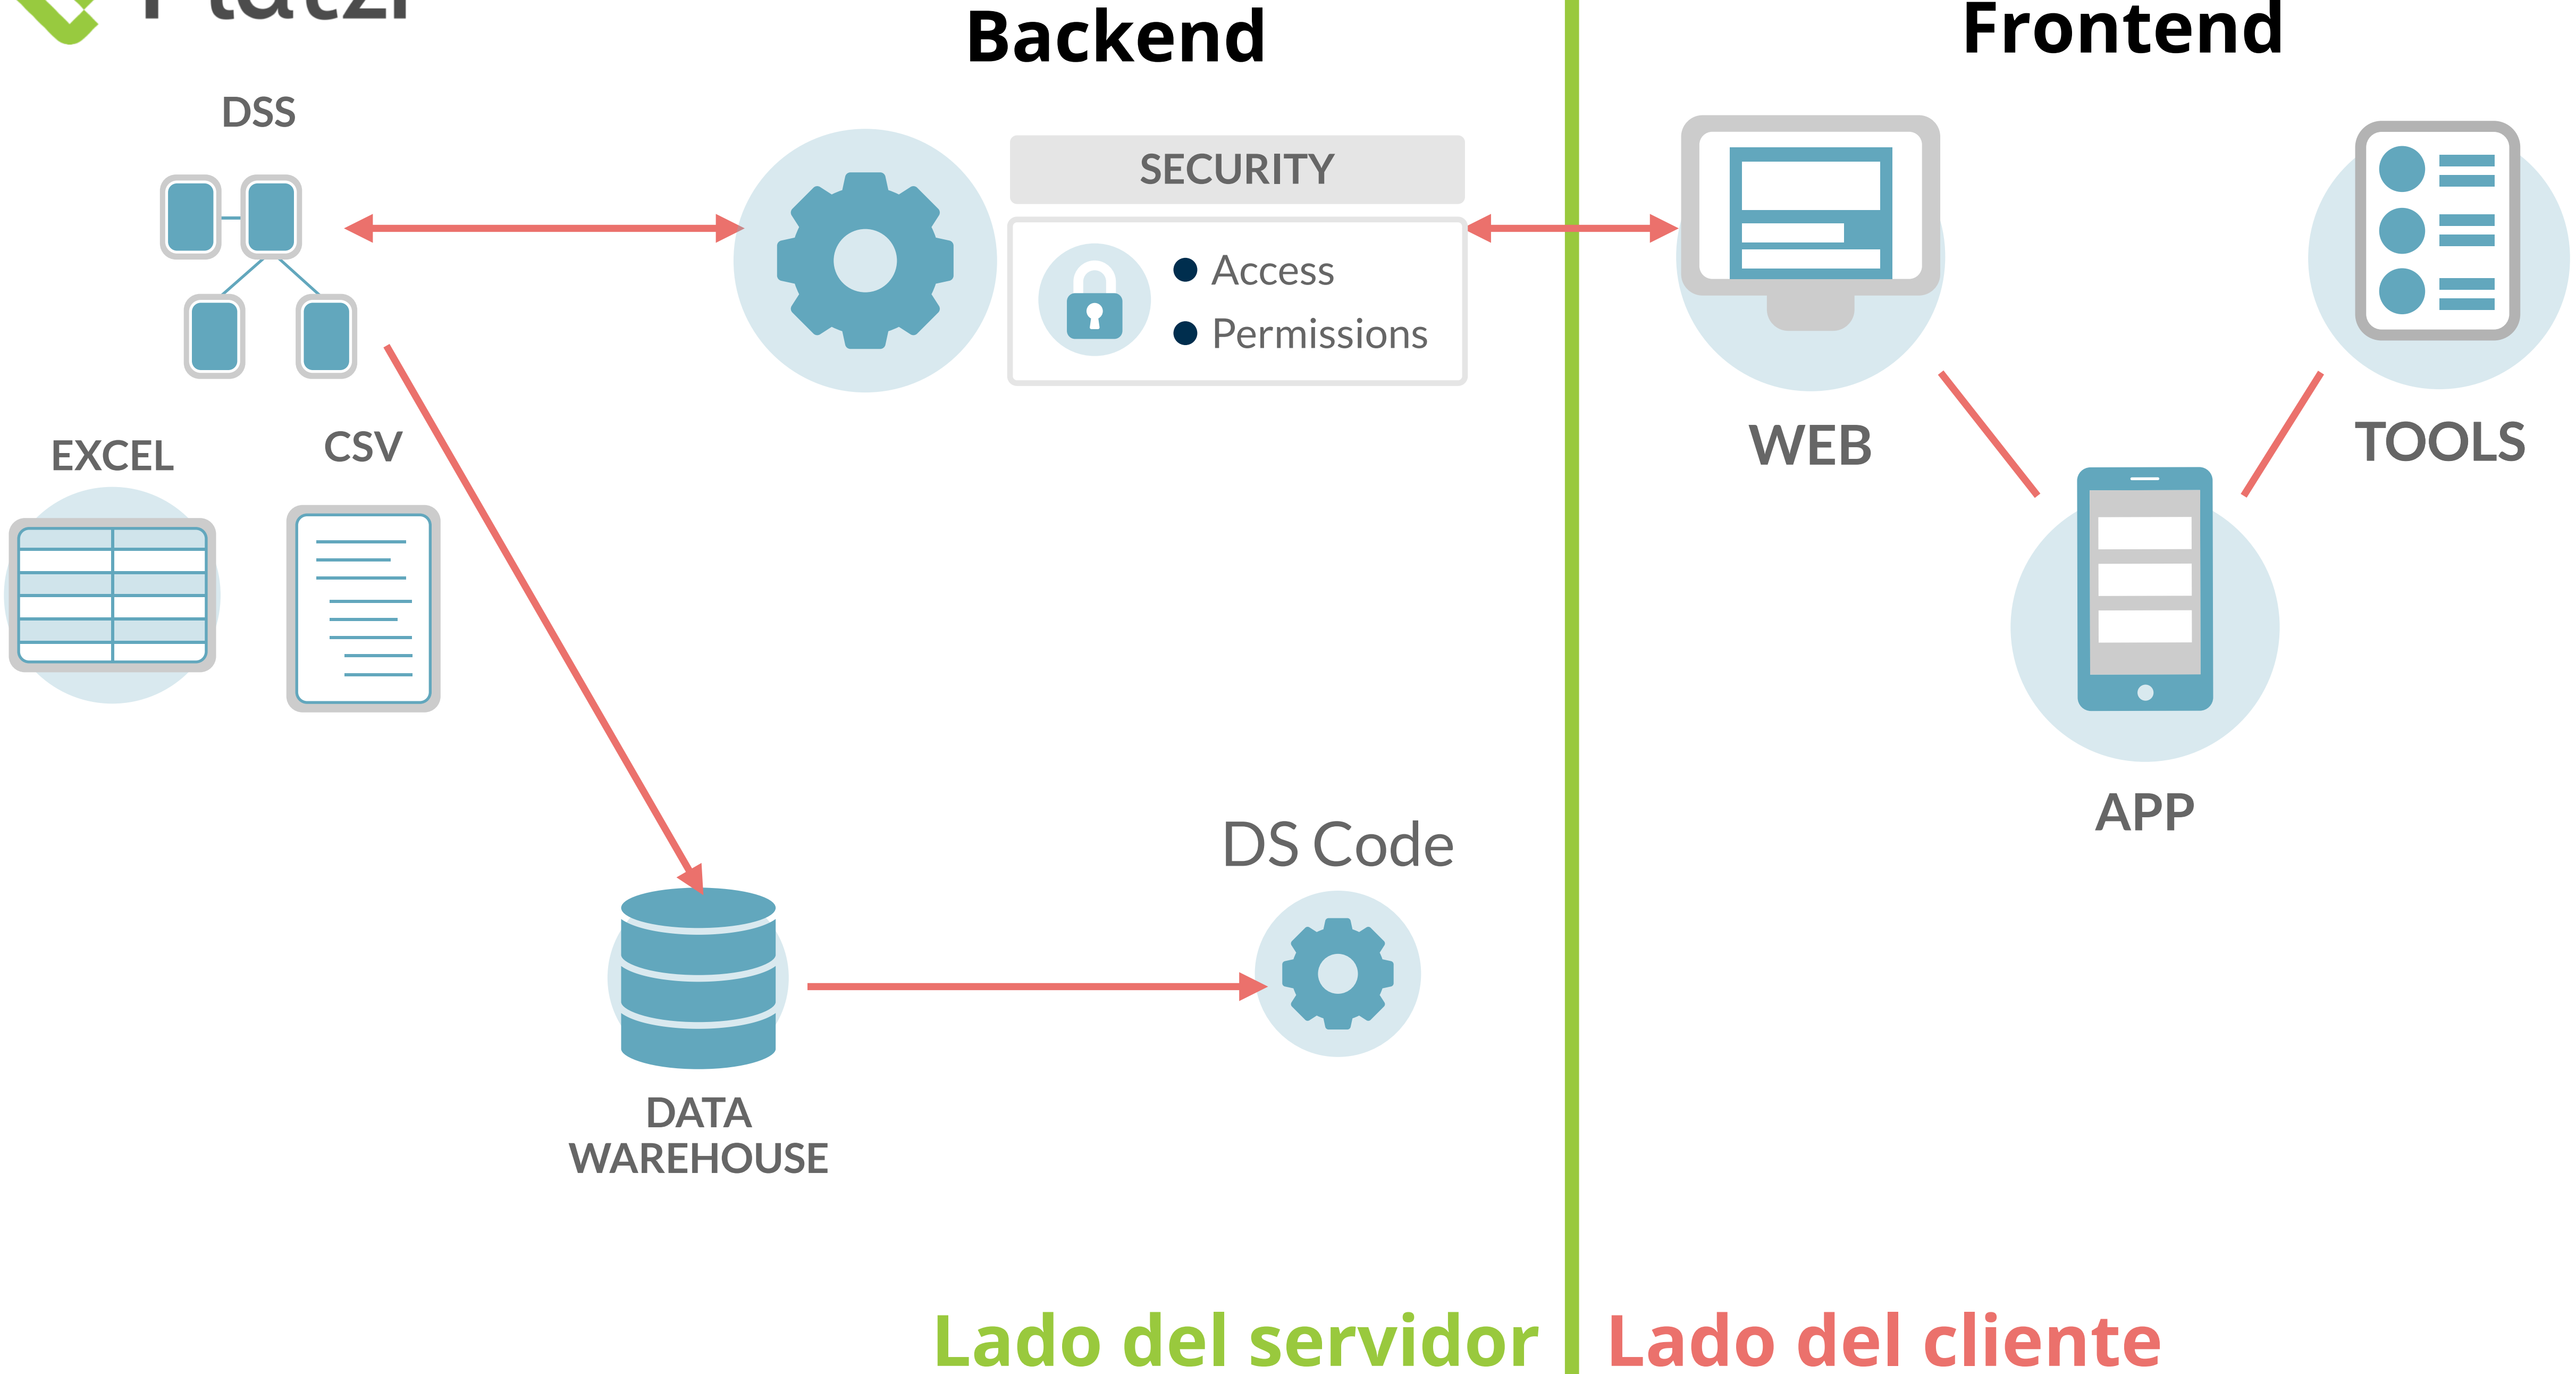 Backend
Frontend
DSS
SECURITY
Access
Permissions
EXCEL
CSV
WEB
TOOLS
APP
DS Code
DATA
WAREHOUSE
Lado del servidor
Lado del cliente